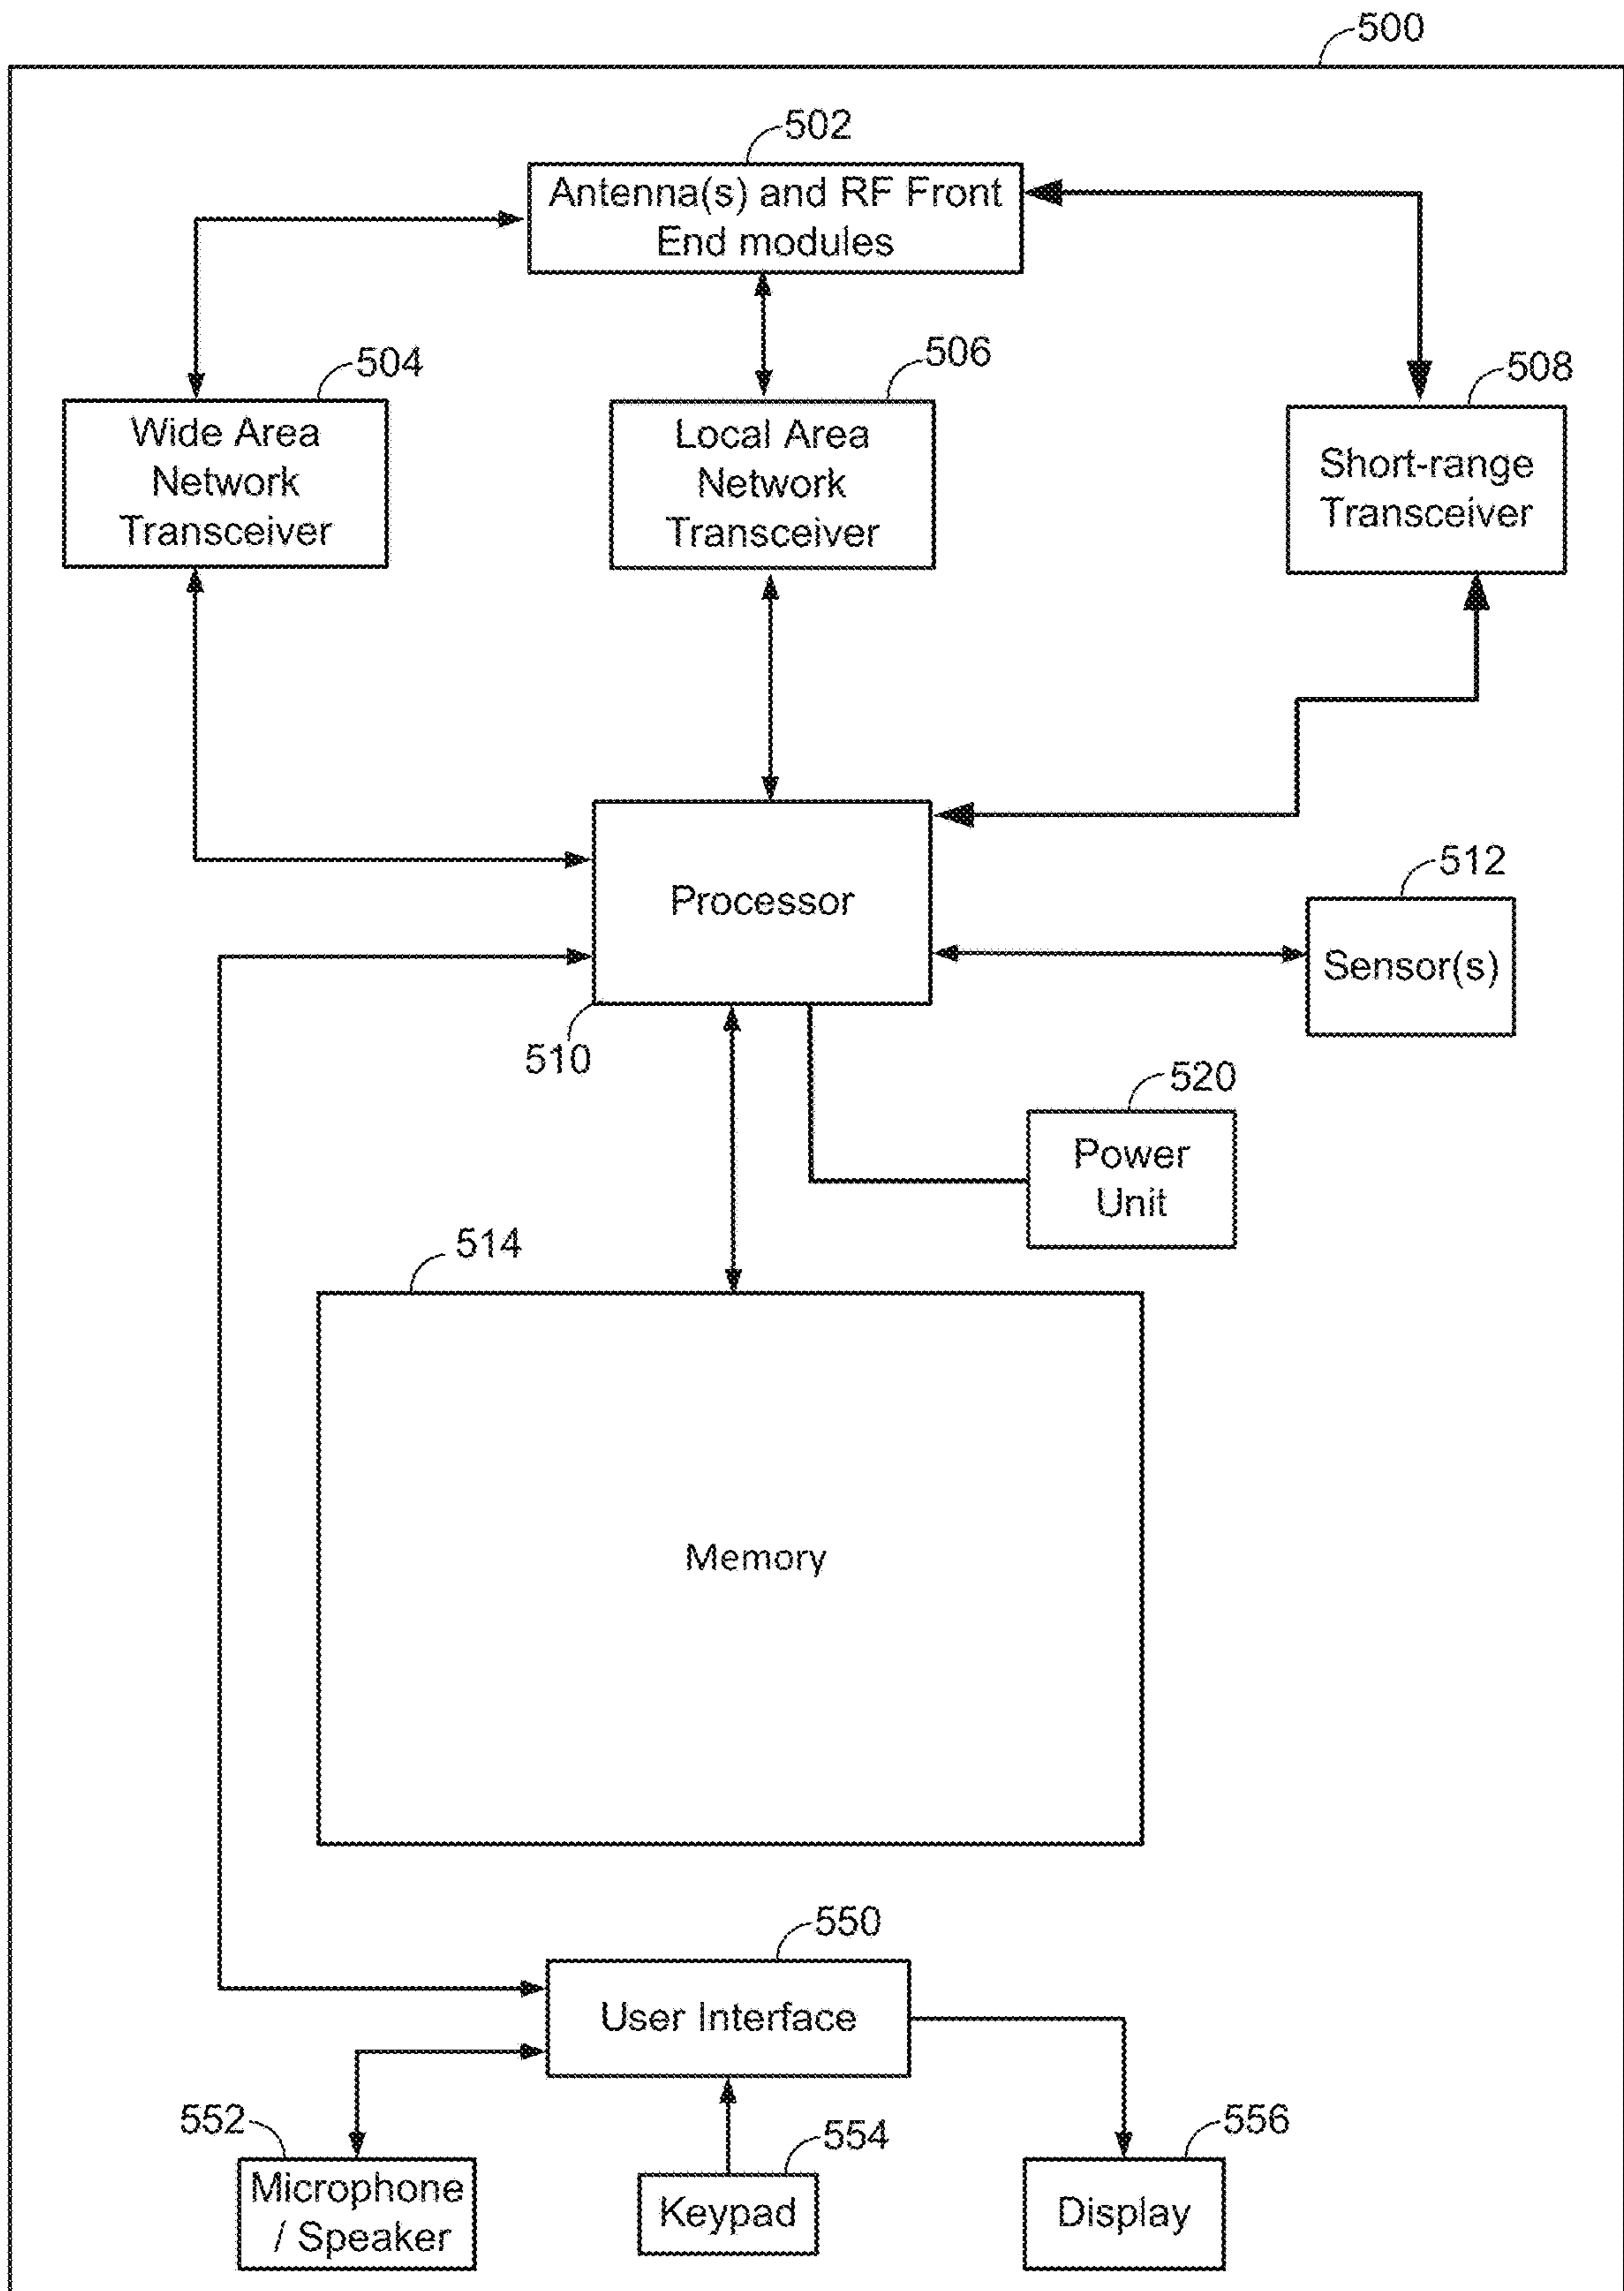 500
502
Antenna(s) and RF Front
End modules
504
506
508
Wide Area
Network
Transceiver
Local Area
Network
Transceiver
Short-range
Transceiver
Processor
510
512
Sensor(s)
520
Power
Unit
514
Memory
550
User Interface
552
Microphone
/ Speaker
554
Keypad
556
Display